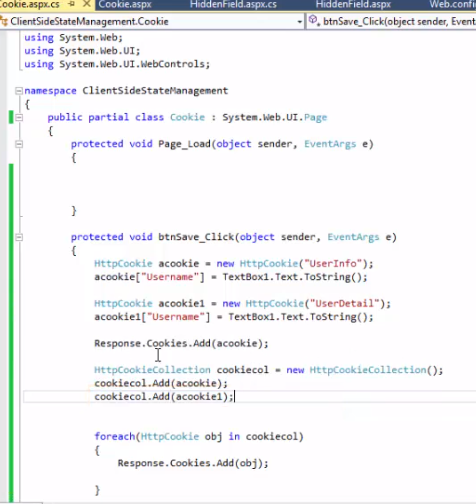 Cookie.aspx.cs Cookie.aspx HiddenField.aspx.cs HiddenField.aspx
ClientSideStateManagement.Cookie btnSave_Click(object sender,
using System.Web;
using System.Web.UI;
using System.Web.UI.WebControls;
namespace ClientSideStateManagement
{
public partial class Cookie : System.Web.UI.Page
{
protected void Page_Load(object sender, EventArgs e)
{
}
protected void btnSave_Click(object sender, EventArgs e)
{
HttpCookie acookie = new HttpCookie("UserInfo");
acookie["Username"] = TextBox1.Text.ToString();
HttpCookie acookie1 = new HttpCookie("UserDetail");
acookie1["Username"] = TextBox1.Text.ToString();
Response.Cookies.Add(acookie);
HttpCookieCollection cookiecol = new HttpCookieCollection();
cookiecol.Add(acookie);
cookiecol.Add(acookie1);
foreach(HttpCookie obj in cookiecol)
{
Response.Cookies.Add(obj);
}